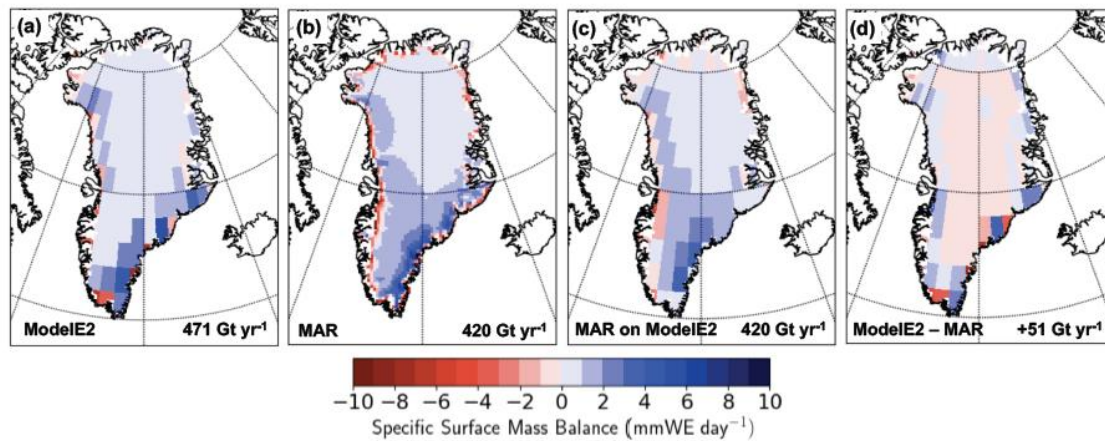 (a) (b) (c) (d)
ModelE2 471 Gt yr⁻¹ MAR 420 Gt yr⁻¹ MAR on ModelE2 420 Gt yr⁻¹ ModelE2 – MAR +51 Gt yr⁻¹
−10 −8 −6 −4 −2 0 2 4 6 8 10
Specific Surface Mass Balance (mmWE day⁻¹)